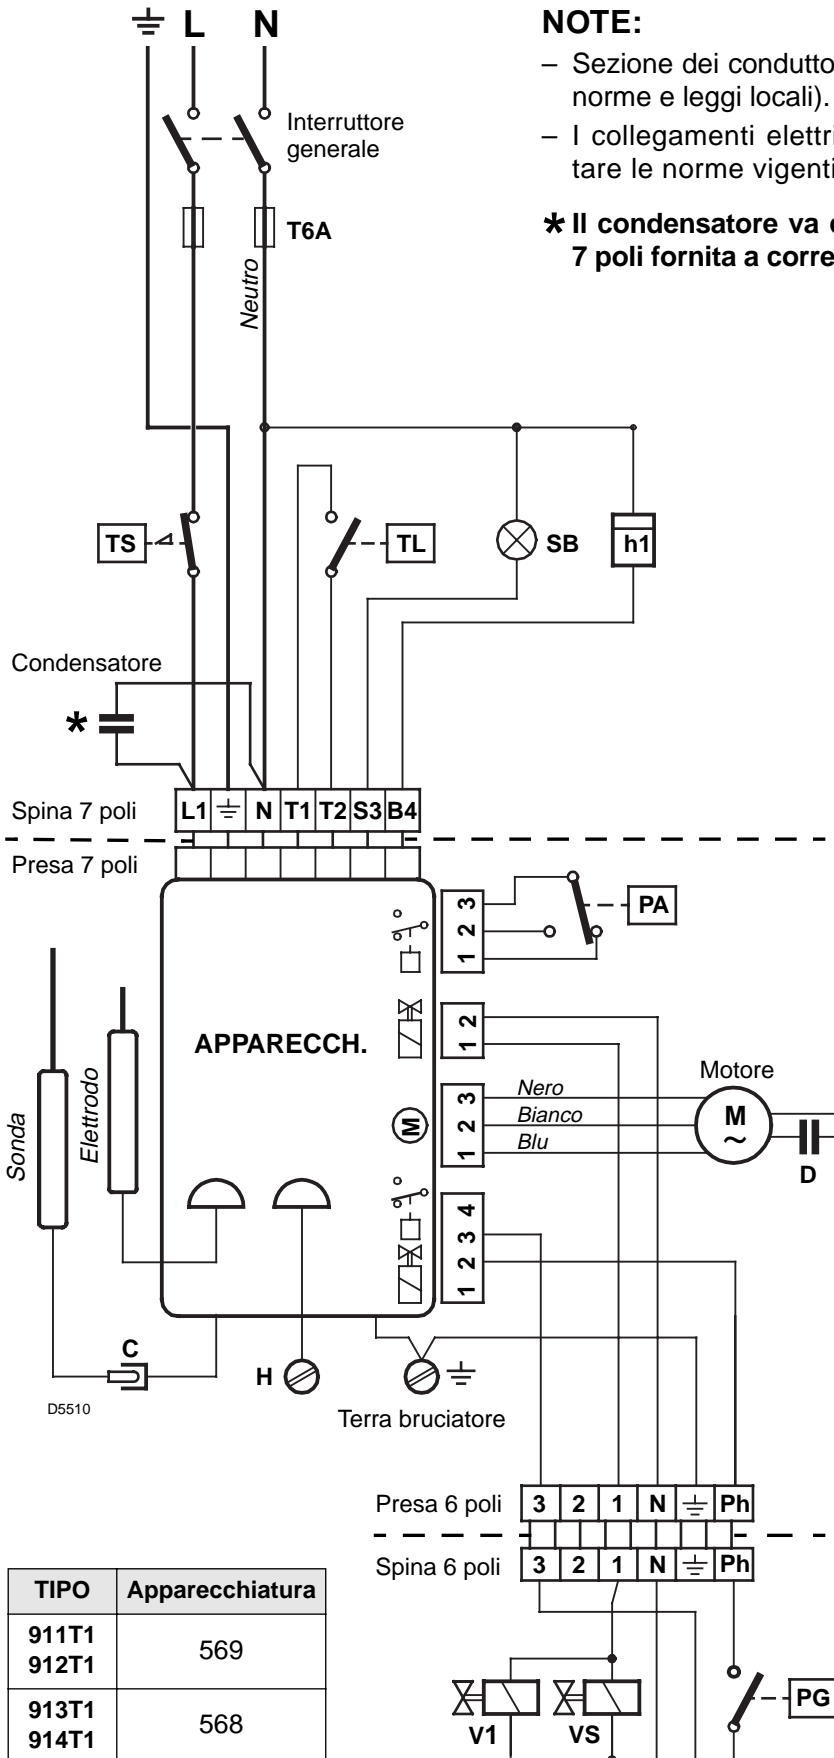 L N
NOTE:
– Sezione dei condutto
norme e leggi locali).
– I collegamenti elettri
tare le norme vigenti
* Il condensatore va
7 poli fornita a corre
Interruttore
generale
T6A
Neutro
TS
TL
SB
h1
Condensatore
*
Spina 7 poli
L1 N T1 T2 S3 B4
Presa 7 poli
3
2
1
PA
APPARECCH.
2
1
Sonda
Elettrodo
M
3
2
1
Nero
Bianco
Blu
Motore
M
~
D
4
3
2
1
C
H
D5510
Terra bruciatore
Presa 6 poli
3 2 1 N Ph
Spina 6 poli
3 2 1 N Ph
TIPO Apparecchiatura
911T1
912T1
569
913T1
914T1
568
V1
VS
PG